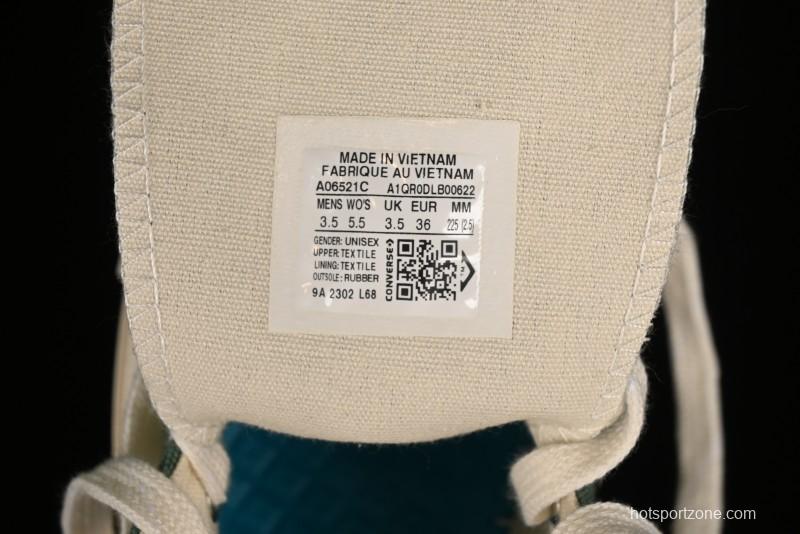 MADE IN VIETNAM
FABRIQUE AU VIETNAM
A06521C A1QR0DLB00622
MENS WO'S UK EUR MM
3.5 5.5 3.5 36 225 (2.5)
GENDER: UNISEX
UPPER: TEXTILE
LINING: TEXTILE
OUTSOLE: RUBBER
CONVERSE
9A 2302 L68
hotsportzone.com